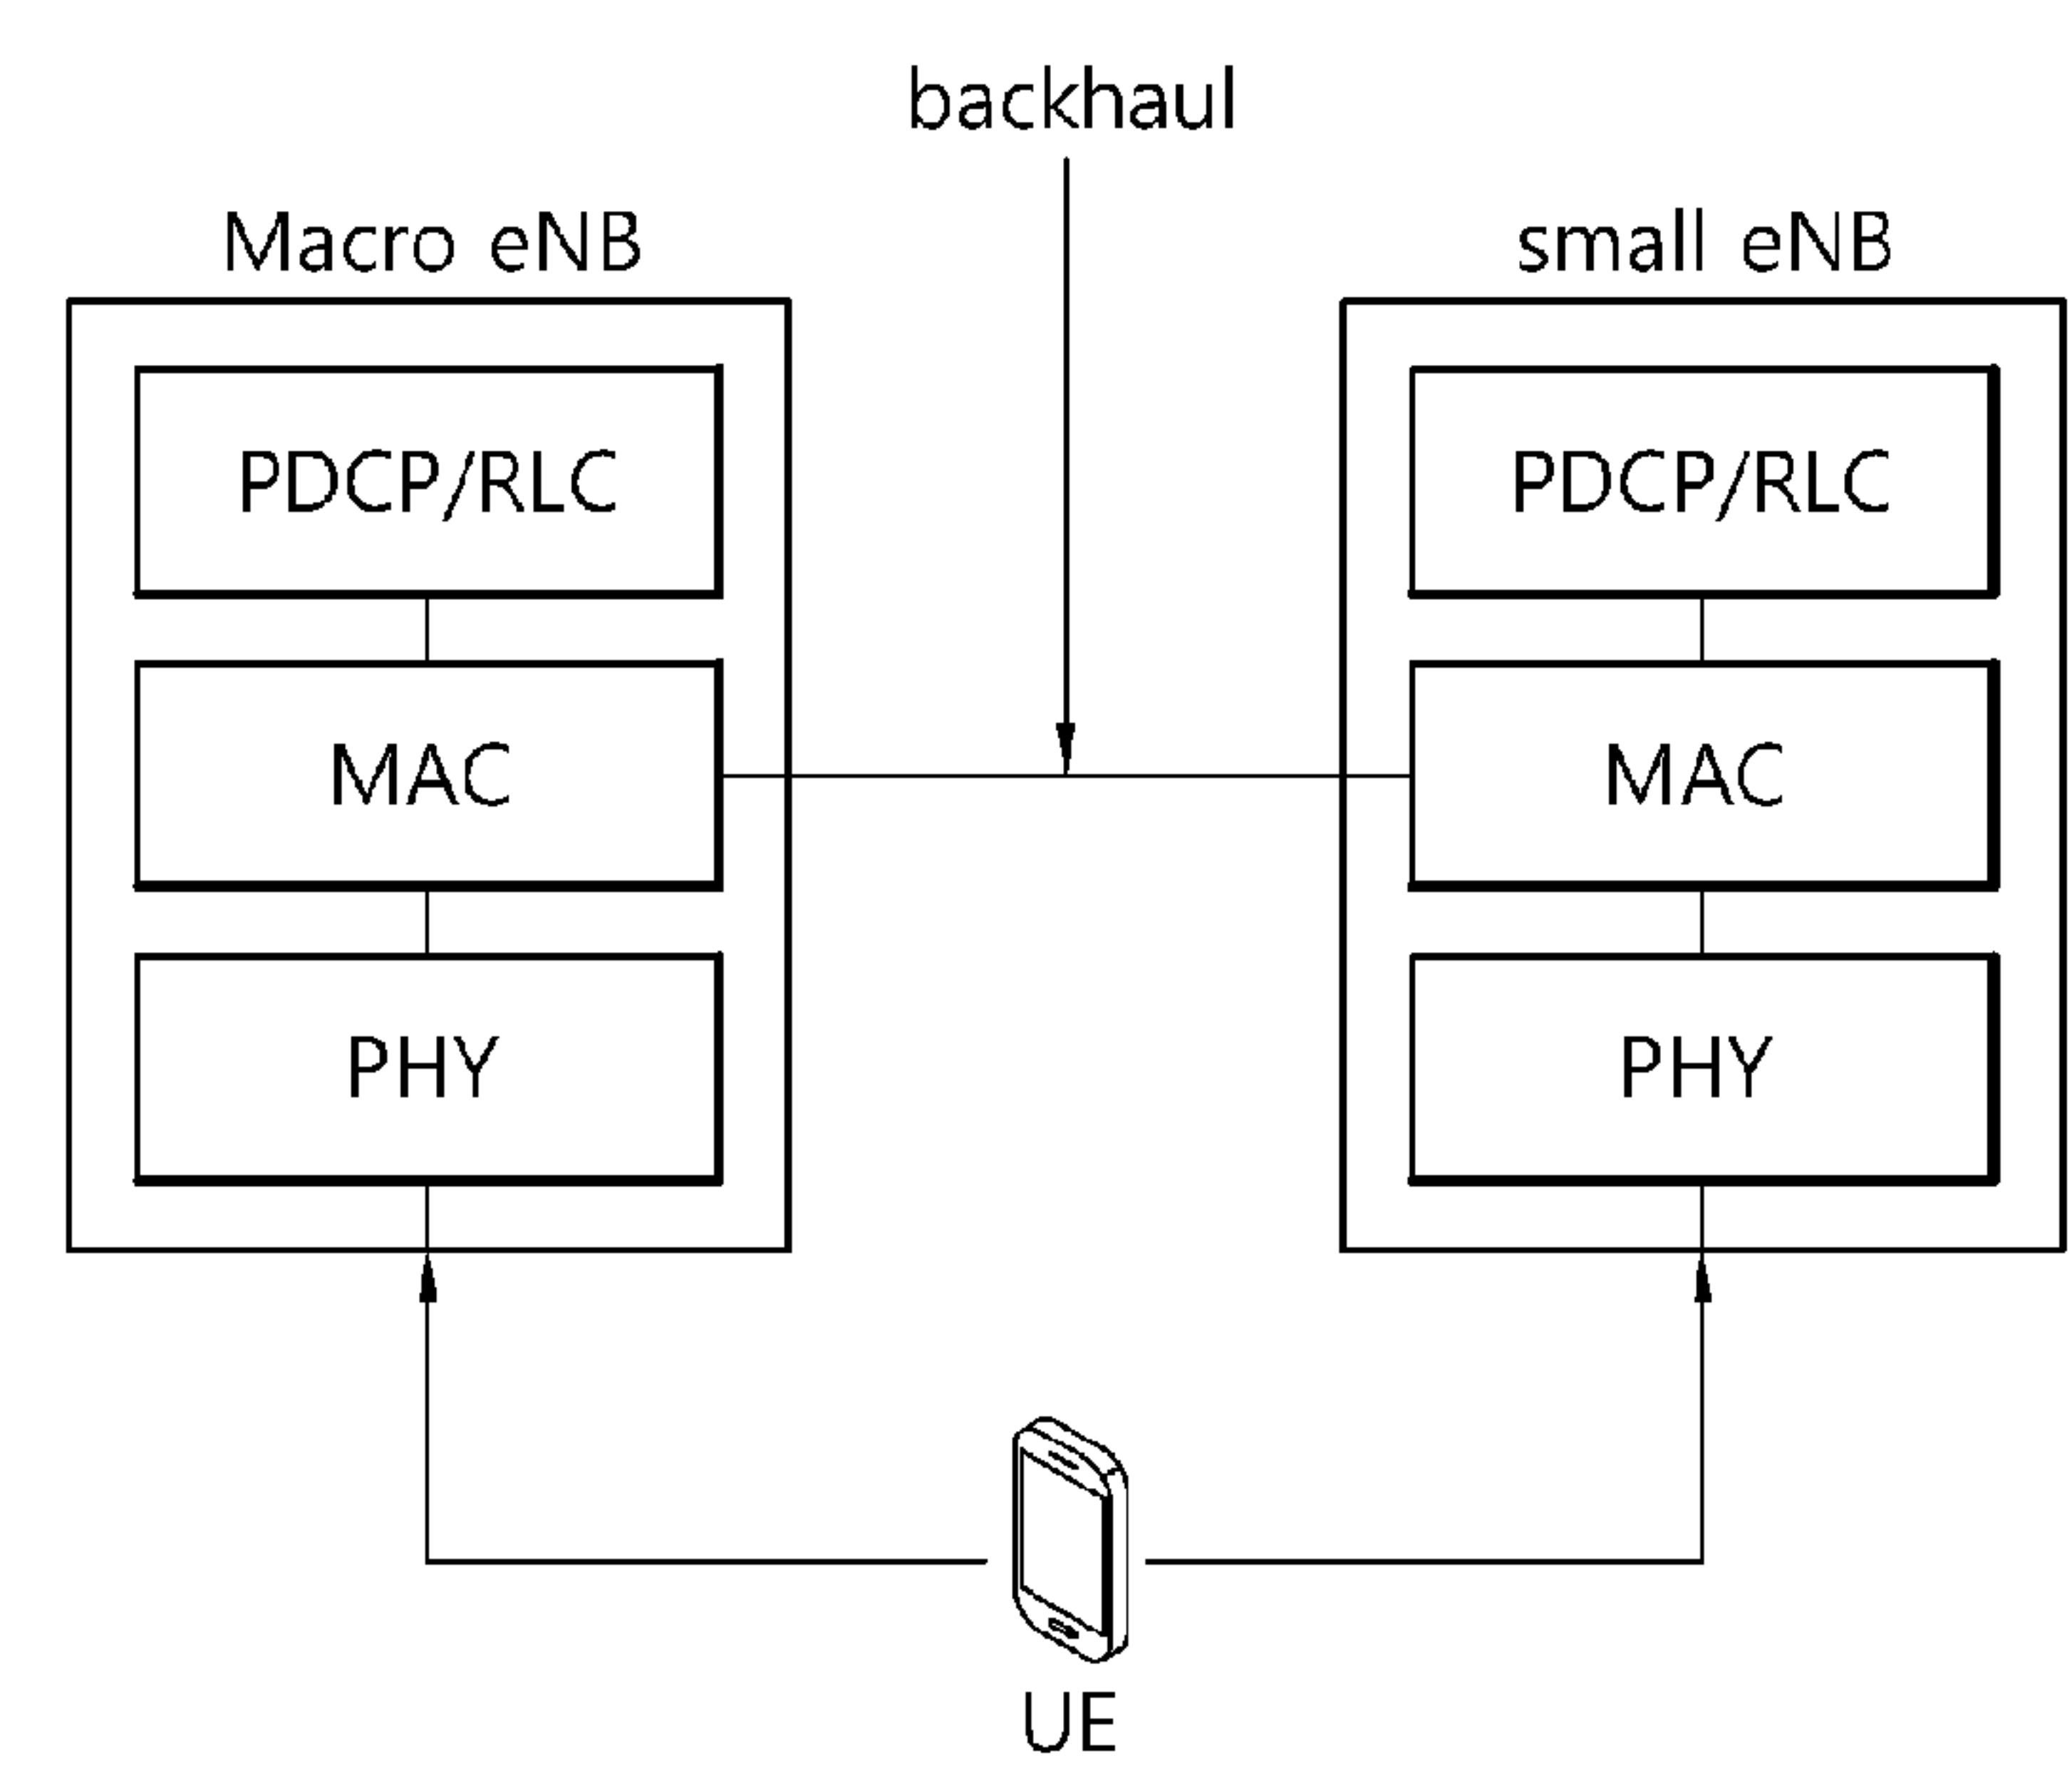 backhaul
Macro eNB
small eNB
PDCP/RLC
PDCP/RLC
MAC
MAC
PHY
PHY
UE